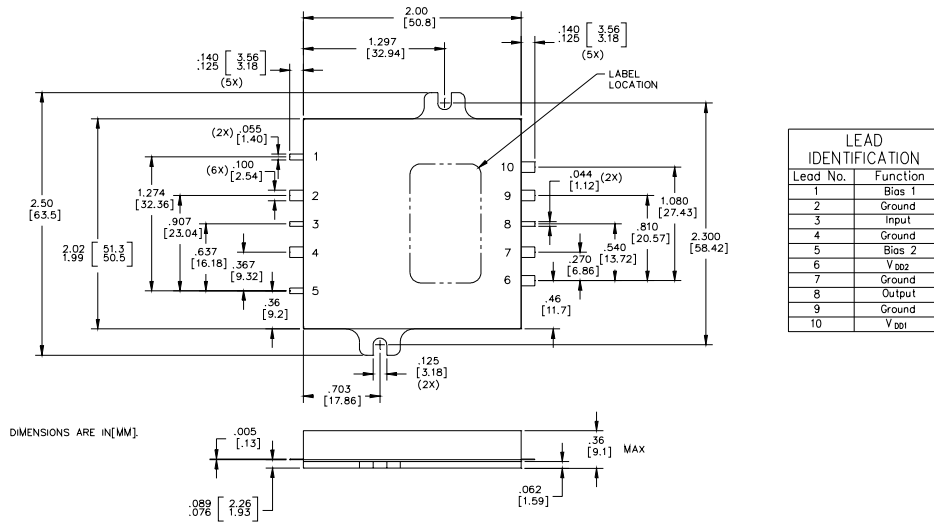 2.00
[50.8]
1.297
[32.94]
.140 [3.56]
.125 [3.18]
(5X)
.140 [3.56]
.125 [3.18]
(5X)
LABEL
LOCATION
(2X) .055
[1.40]
(6X) .100
[2.54]
1
2
3
4
5
10
9
8
7
6
.044 (2X)
[1.12]
1.274
[32.36]
.907
[23.04]
.637
[16.18]
.367
[9.32]
.36
[9.2]
2.50
[63.5]
2.02 [51.3]
1.99 [50.5]
1.080
[27.43]
.810
[20.57]
.540
[13.72]
.270
[6.86]
.46
[11.7]
2.300
[58.42]
.125
[3.18]
(2X)
.703
[17.86]
DIMENSIONS ARE IN[MM].
.005
[.13]
.36
[9.1] MAX
.062
[1.59]
.089 [2.26]
.076 [1.93]
LEAD
IDENTIFICATION
Lead No. Function
1 Bias 1
2 Ground
3 Input
4 Ground
5 Bias 2
6 VDD2
7 Ground
8 Output
9 Ground
10 VDD1